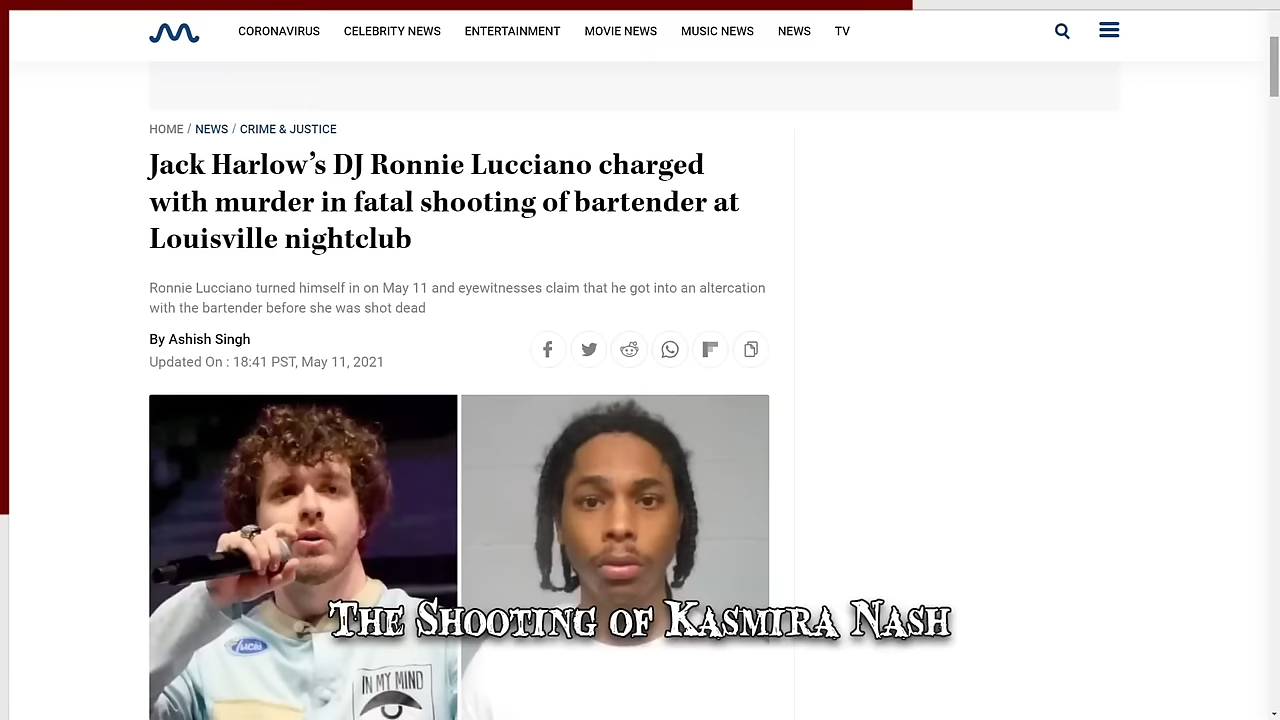 CORONAVIRUS CELEBRITY NEWS ENTERTAINMENT MOVIE NEWS MUSIC NEWS NEWS TV
HOME / NEWS / CRIME & JUSTICE
Jack Harlow’s DJ Ronnie Lucciano charged
with murder in fatal shooting of bartender at
Louisville nightclub
Ronnie Lucciano turned himself in on May 11 and eyewitnesses claim that he got into an altercation
with the bartender before she was shot dead
By Ashish Singh
Updated On : 18:41 PST, May 11, 2021
The Shooting of Kasmira Nash
IN MY MIND